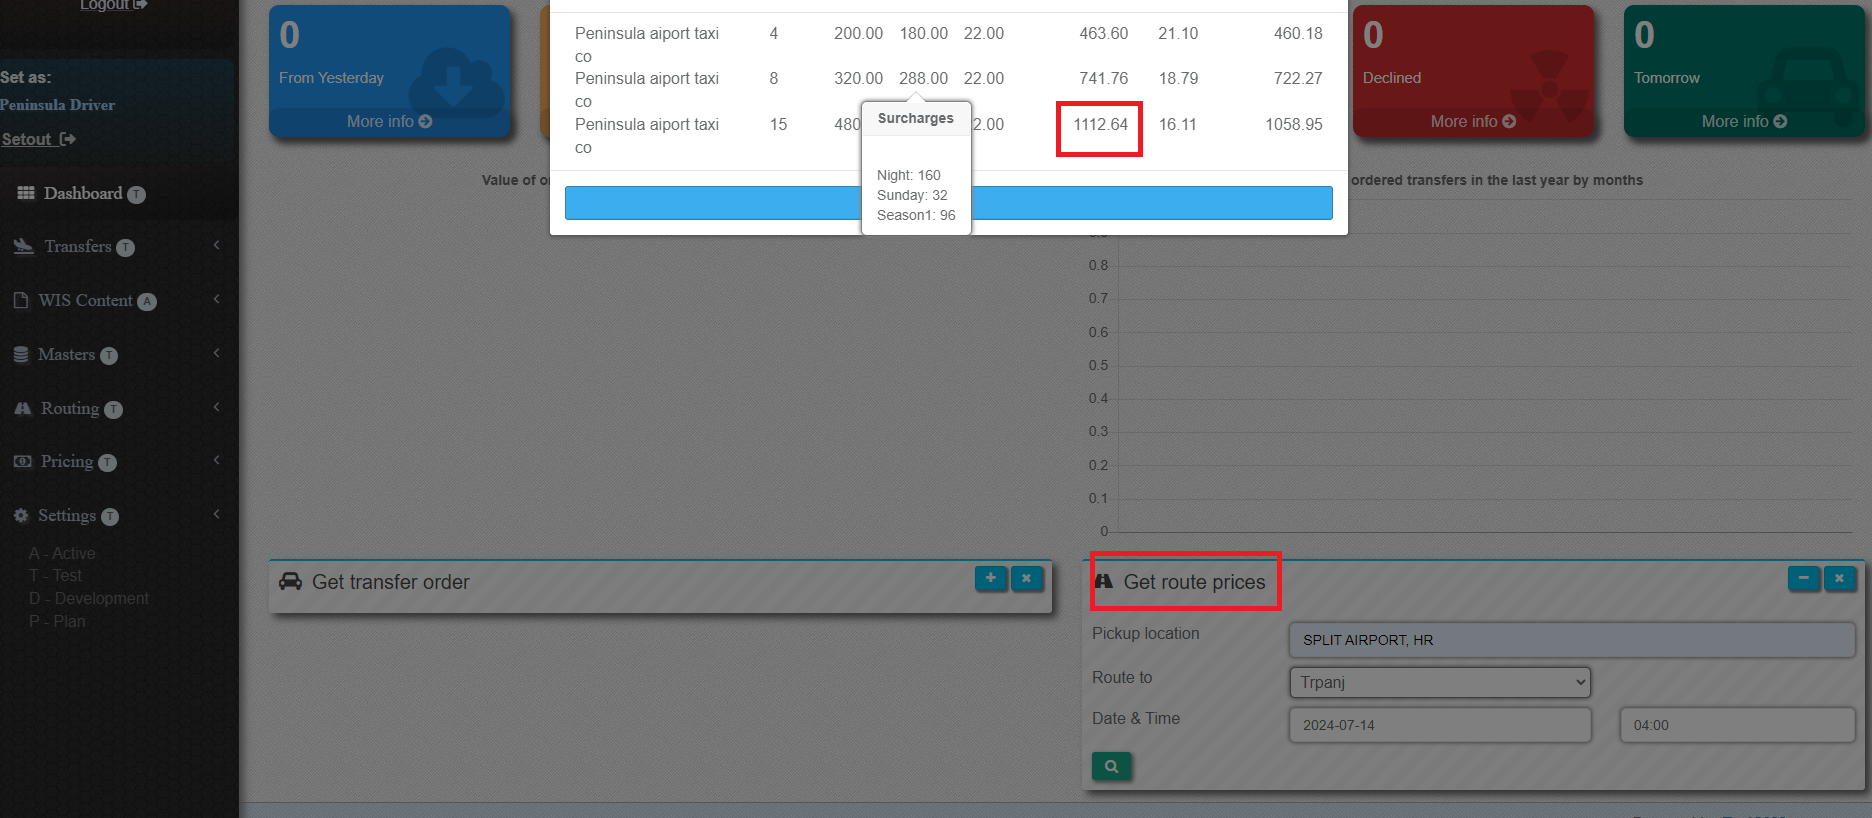 Logout
Set as:
Peninsula Driver
Setout
Dashboard T
Transfers T
WIS Content A
Masters T
Routing T
Pricing T
Settings T
A - Active
T - Test
D - Development
P - Plan
0
From Yesterday
More info
Peninsula aiport taxi co 4 200.00 180.00 22.00 463.60 21.10 460.18
Peninsula aiport taxi co 8 320.00 288.00 22.00 741.76 18.79 722.27
Peninsula aiport taxi co 15 480 2.00 1112.64 16.11 1058.95
Surcharges
Night: 160
Sunday: 32
Season1: 96
0
Declined
More info
0
Tomorrow
More info
Value of o
ordered transfers in the last year by months
0.8
0.7
0.6
0.5
0.4
0.3
0.2
0.1
0
Get transfer order
Get route prices
Pickup location SPLIT AIRPORT, HR
Route to Trpanj
Date & Time 2024-07-14 04:00